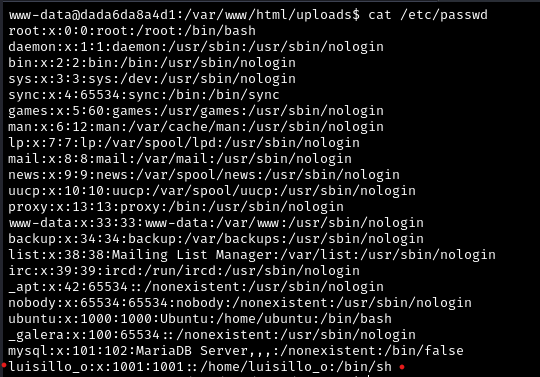 www-data@dada6da8a4d1:/var/www/html/uploads$ cat /etc/passwd
root:x:0:0:root:/root:/bin/bash
daemon:x:1:1:daemon:/usr/sbin:/usr/sbin/nologin
bin:x:2:2:bin:/bin:/usr/sbin/nologin
sys:x:3:3:sys:/dev:/usr/sbin/nologin
sync:x:4:65534:sync:/bin:/bin/sync
games:x:5:60:games:/usr/games:/usr/sbin/nologin
man:x:6:12:man:/var/cache/man:/usr/sbin/nologin
lp:x:7:7:lp:/var/spool/lpd:/usr/sbin/nologin
mail:x:8:8:mail:/var/mail:/usr/sbin/nologin
news:x:9:9:news:/var/spool/news:/usr/sbin/nologin
uucp:x:10:10:uucp:/var/spool/uucp:/usr/sbin/nologin
proxy:x:13:13:proxy:/bin:/usr/sbin/nologin
www-data:x:33:33:www-data:/var/www:/usr/sbin/nologin
backup:x:34:34:backup:/var/backups:/usr/sbin/nologin
list:x:38:38:Mailing List Manager:/var/list:/usr/sbin/nologin
irc:x:39:39:ircd:/run/ircd:/usr/sbin/nologin
_apt:x:42:65534::/nonexistent:/usr/sbin/nologin
nobody:x:65534:65534:nobody:/nonexistent:/usr/sbin/nologin
ubuntu:x:1000:1000:Ubuntu:/home/ubuntu:/bin/bash
_galera:x:100:65534::/nonexistent:/usr/sbin/nologin
mysql:x:101:102:MariaDB Server,,,:/nonexistent:/bin/false
luisillo_o:x:1001:1001::/home/luisillo_o:/bin/sh